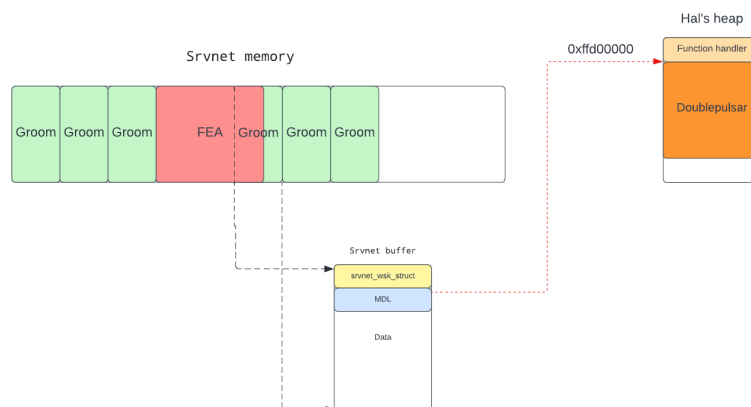 Hal's heap
Srvnet memory
0xffd00000
Function handler
Groom
Groom
Groom
FEA
Groom
Groom
Groom
Doublepulsar
Srvnet buffer
srvnet_wsk_struct
MDL
Data